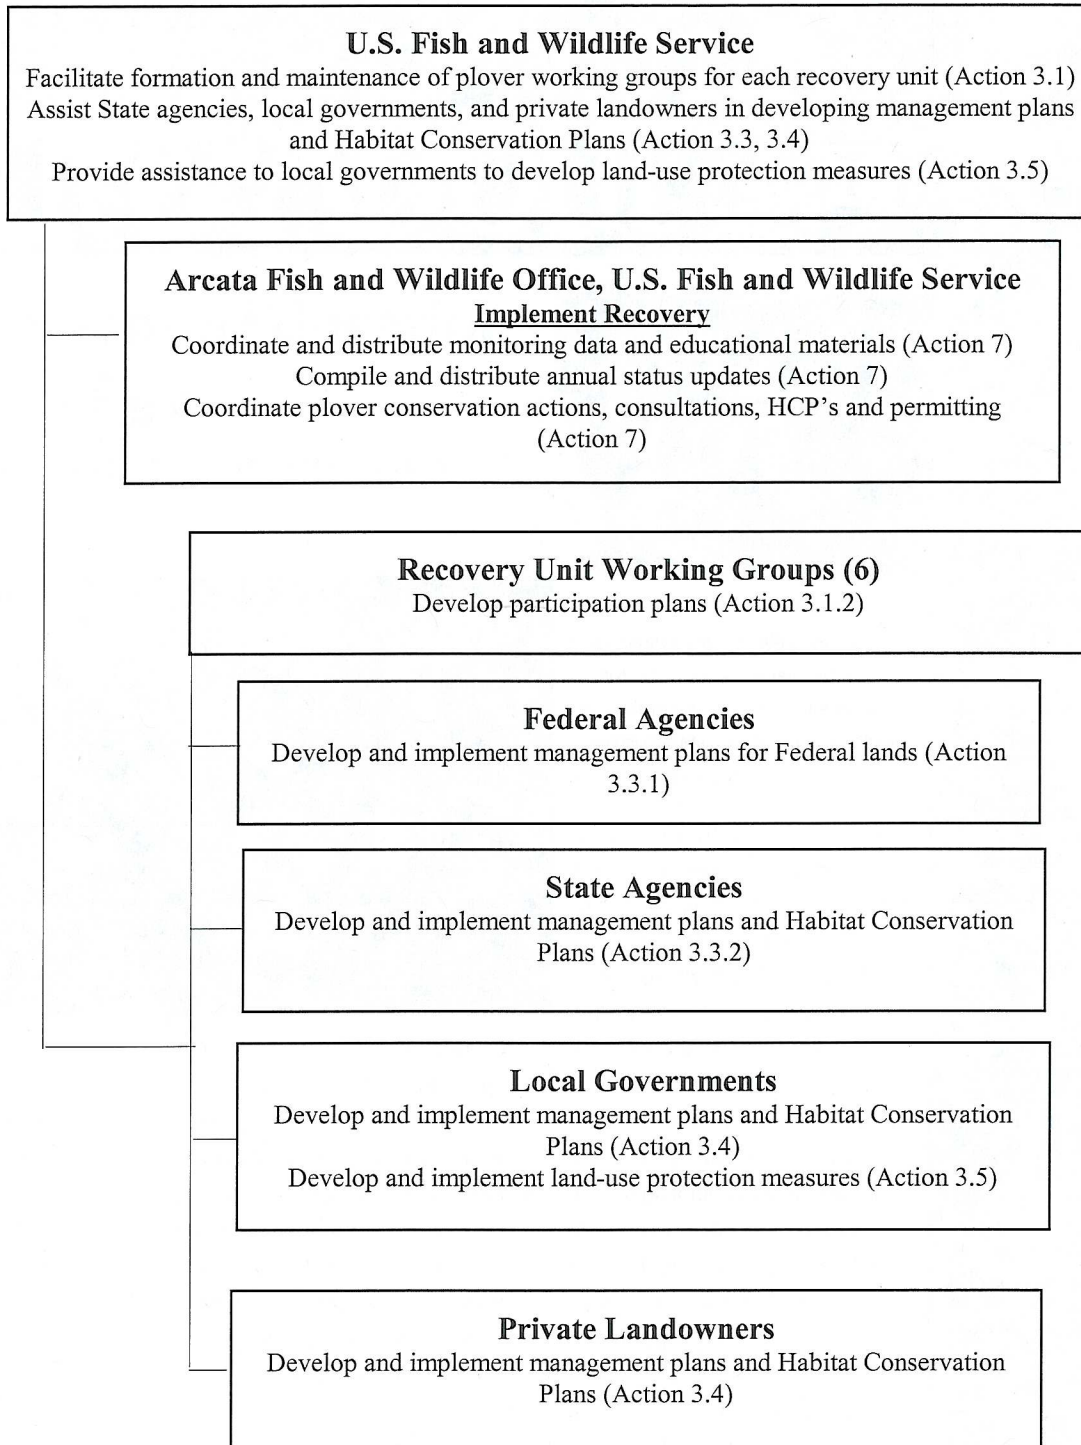 U.S. Fish and Wildlife Service
Facilitate formation and maintenance of plover working groups for each recovery unit (Action 3.1)
Assist State agencies, local governments, and private landowners in developing management plans
and Habitat Conservation Plans (Action 3.3, 3.4)
Provide assistance to local governments to develop land-use protection measures (Action 3.5)
Arcata Fish and Wildlife Office, U.S. Fish and Wildlife Service
Implement Recovery
Coordinate and distribute monitoring data and educational materials (Action 7)
Compile and distribute annual status updates (Action 7)
Coordinate plover conservation actions, consultations, HCP's and permitting
(Action 7)
Recovery Unit Working Groups (6)
Develop participation plans (Action 3.1.2)
Federal Agencies
Develop and implement management plans for Federal lands (Action
3.3.1)
State Agencies
Develop and implement management plans and Habitat Conservation
Plans (Action 3.3.2)
Local Governments
Develop and implement management plans and Habitat Conservation
Plans (Action 3.4)
Develop and implement land-use protection measures (Action 3.5)
Private Landowners
Develop and implement management plans and Habitat Conservation
Plans (Action 3.4)